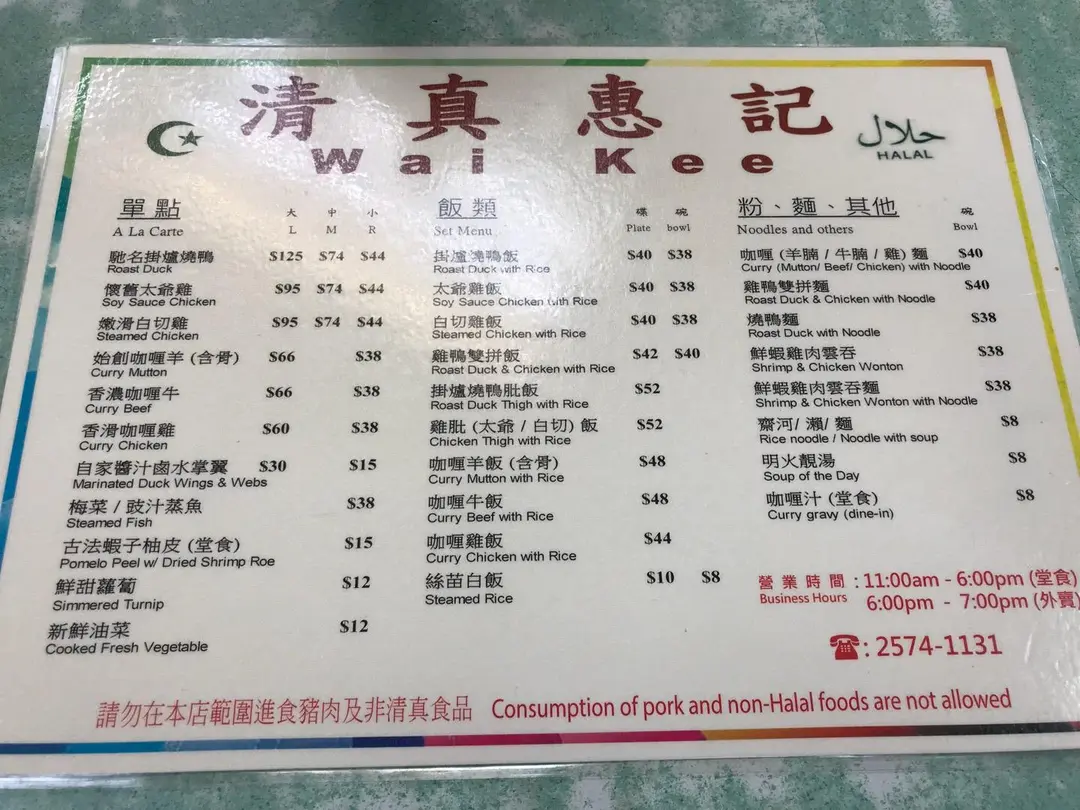 清真惠記
Wai Kee
حلال
HALAL
單點
A La Carte
大 中 小
L M R
馳名掛爐燒鴨 $125 $74 $44
Roast Duck
懷舊太爺雞 $95 $74 $44
Soy Sauce Chicken
嫩滑白切雞 $95 $74 $44
Steamed Chicken
始創咖喱羊 (含骨) $66 $38
Curry Mutton
香濃咖喱牛 $66 $38
Curry Beef
香滑咖喱雞 $60 $38
Curry Chicken
自家醬汁鹵水掌翼 $30 $15
Marinated Duck Wings & Webs
梅菜 / 豉汁蒸魚 $38
Steamed Fish
古法蝦子柚皮 (堂食) $15
Pomelo Peel w/ Dried Shrimp Roe
鮮甜蘿蔔 $12
Simmered Turnip
新鮮油菜 $12
Cooked Fresh Vegetable
飯類
Set Menu
碟 碗
Plate bowl
掛爐燒鴨飯 $40 $38
Roast Duck with Rice
太爺雞飯 $40 $38
Soy Sauce Chicken with Rice
白切雞飯 $40 $38
Steamed Chicken with Rice
雞鴨雙拼飯 $42 $40
Roast Duck & Chicken with Rice
掛爐燒鴨肶飯 $52
Roast Duck Thigh with Rice
雞肶 (太爺 / 白切) 飯 $52
Chicken Thigh with Rice
咖喱羊飯 (含骨) $48
Curry Mutton with Rice
咖喱牛飯 $48
Curry Beef with Rice
咖喱雞飯 $44
Curry Chicken with Rice
絲苗白飯 $10 $8
Steamed Rice
粉、麵、其他
Noodles and others
碗
Bowl
咖喱 (羊腩 / 牛腩 / 雞) 麵 $40
Curry (Mutton/ Beef/ Chicken) with Noodle
雞鴨雙拼麵 $40
Roast Duck & Chicken with Noodle
燒鴨麵 $38
Roast Duck with Noodle
鮮蝦雞肉雲吞 $38
Shrimp & Chicken Wonton
鮮蝦雞肉雲吞麵 $38
Shrimp & Chicken Wonton with Noodle
齋河/ 瀨/ 麵 $8
Rice noodle / Noodle with soup
明火靚湯 $8
Soup of the Day
咖喱汁 (堂食) $8
Curry gravy (dine-in)
營業時間 : 11:00am - 6:00pm (堂食)
Business Hours 6:00pm - 7:00pm (外賣)
☎: 2574-1131
請勿在本店範圍進食豬肉及非清真食品 Consumption of pork and non-Halal foods are not allowed